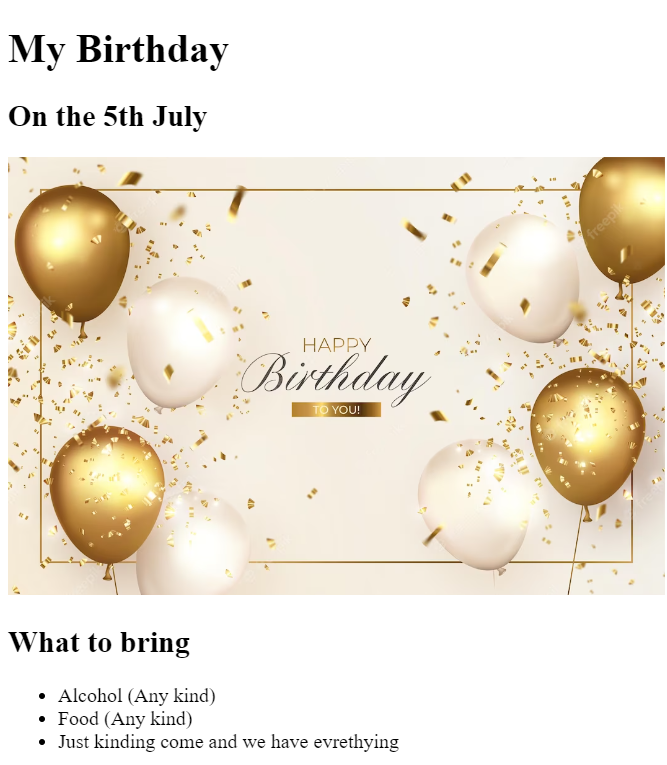 My Birthday
On the 5th July
HAPPY
Birthday
TO YOU!
What to bring
Alcohol (Any kind)
Food (Any kind)
Just kinding come and we have evrethying